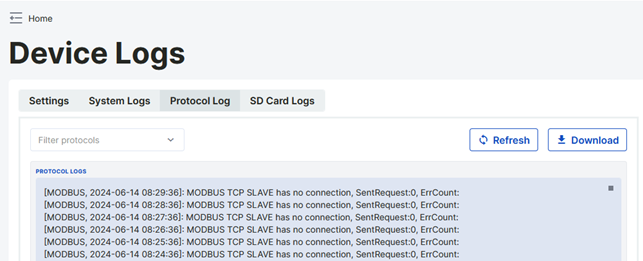 Home
Device Logs
Settings System Logs Protocol Log SD Card Logs
Filter protocols Refresh Download
PROTOCOL LOGS
[MODBUS, 2024-06-14 08:29:36]: MODBUS TCP SLAVE has no connection, SentRequest:0, ErrCount:
[MODBUS, 2024-06-14 08:28:36]: MODBUS TCP SLAVE has no connection, SentRequest:0, ErrCount:
[MODBUS, 2024-06-14 08:27:36]: MODBUS TCP SLAVE has no connection, SentRequest:0, ErrCount:
[MODBUS, 2024-06-14 08:26:36]: MODBUS TCP SLAVE has no connection, SentRequest:0, ErrCount:
[MODBUS, 2024-06-14 08:25:36]: MODBUS TCP SLAVE has no connection, SentRequest:0, ErrCount:
[MODBUS, 2024-06-14 08:24:36]: MODBUS TCP SLAVE has no connection, SentRequest:0, ErrCount: